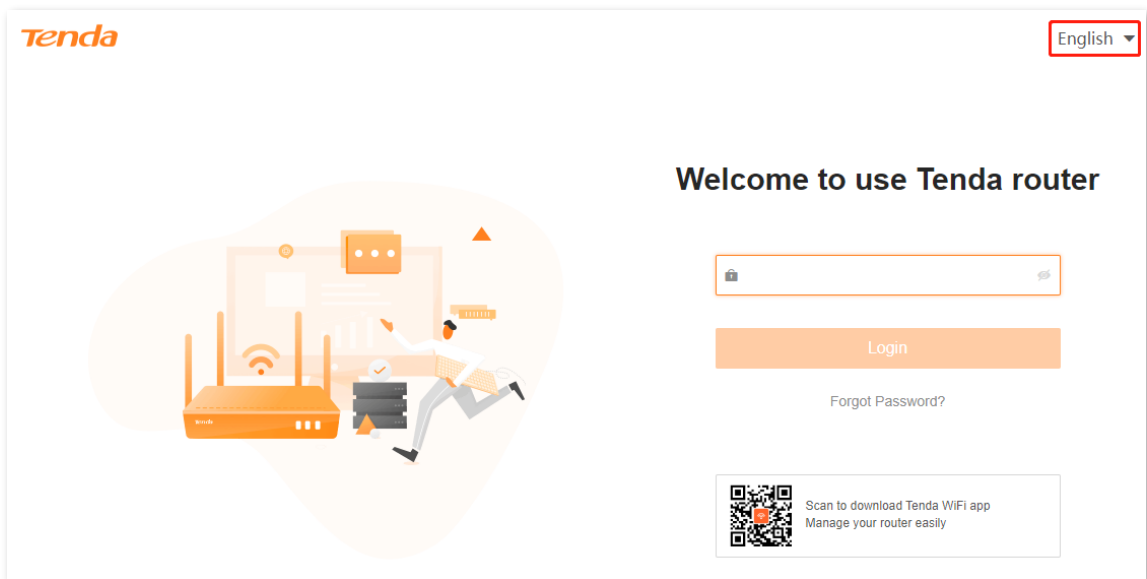 Tenda
English
Welcome to use Tenda router
Login
Forgot Password?
Scan to download Tenda WiFi app
Manage your router easily
Tenda